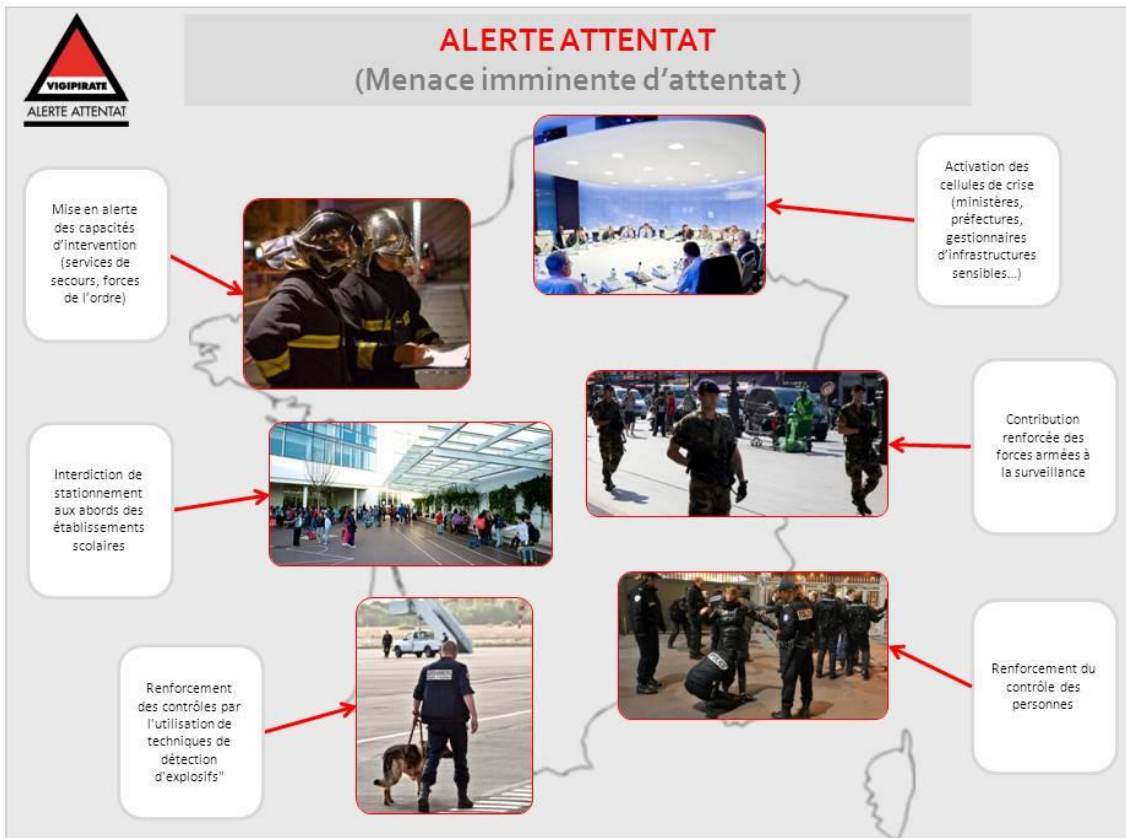 ALERTE ATTENTAT
(Menace imminente d’attentat )
VIGIPIRATE
ALERTE ATTENTAT
Mise en alerte
des capacités
d’intervention
(services de
secours, forces
de l’ordre)
Activation des
cellules de crise
(ministères,
préfectures,
gestionnaires
d’infrastructures
sensibles…)
Interdiction de
stationnement
aux abords des
établissements
scolaires
Contribution
renforcée des
forces armées à
la surveillance
Renforcement
des contrôles par
l'utilisation de
techniques de
détection
d'explosifs"
Renforcement du
contrôle des
personnes
POLICE